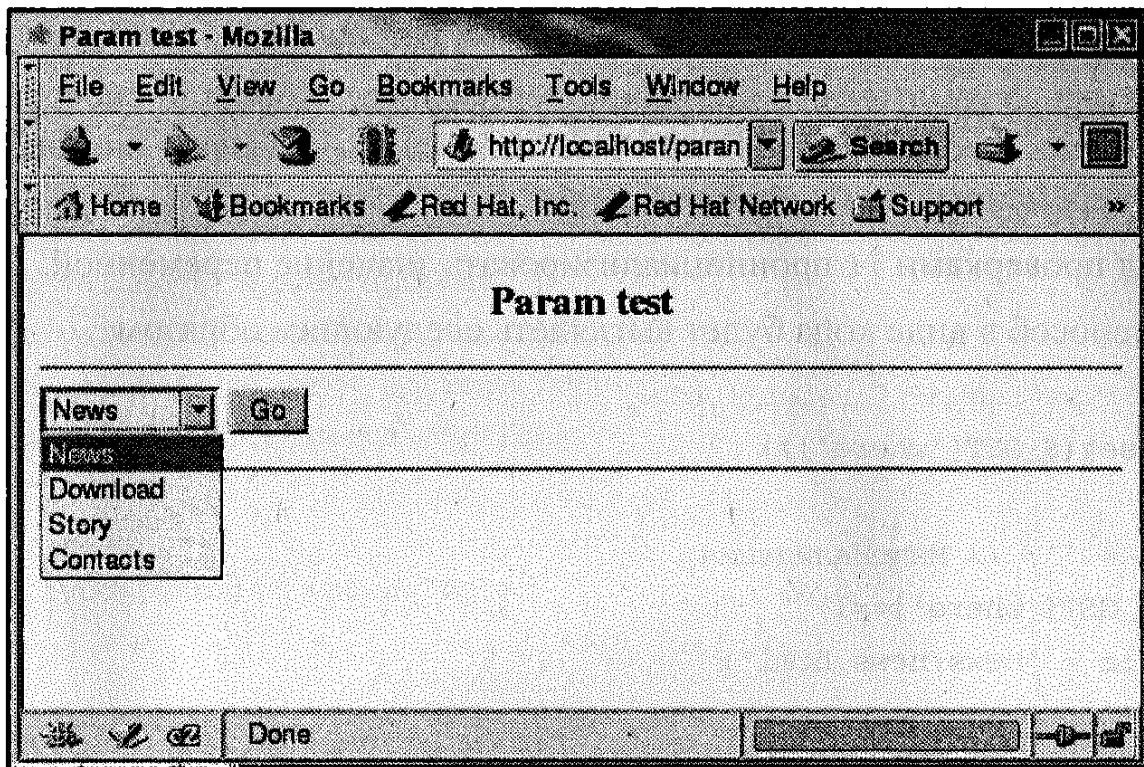 Param test - Mozilla
File Edit View Go Bookmarks Tools Window Help
http://localhost/paran Search
Home Bookmarks Red Hat, Inc. Red Hat Network Support »
Param test
News Go
News
Download
Story
Contacts
Done